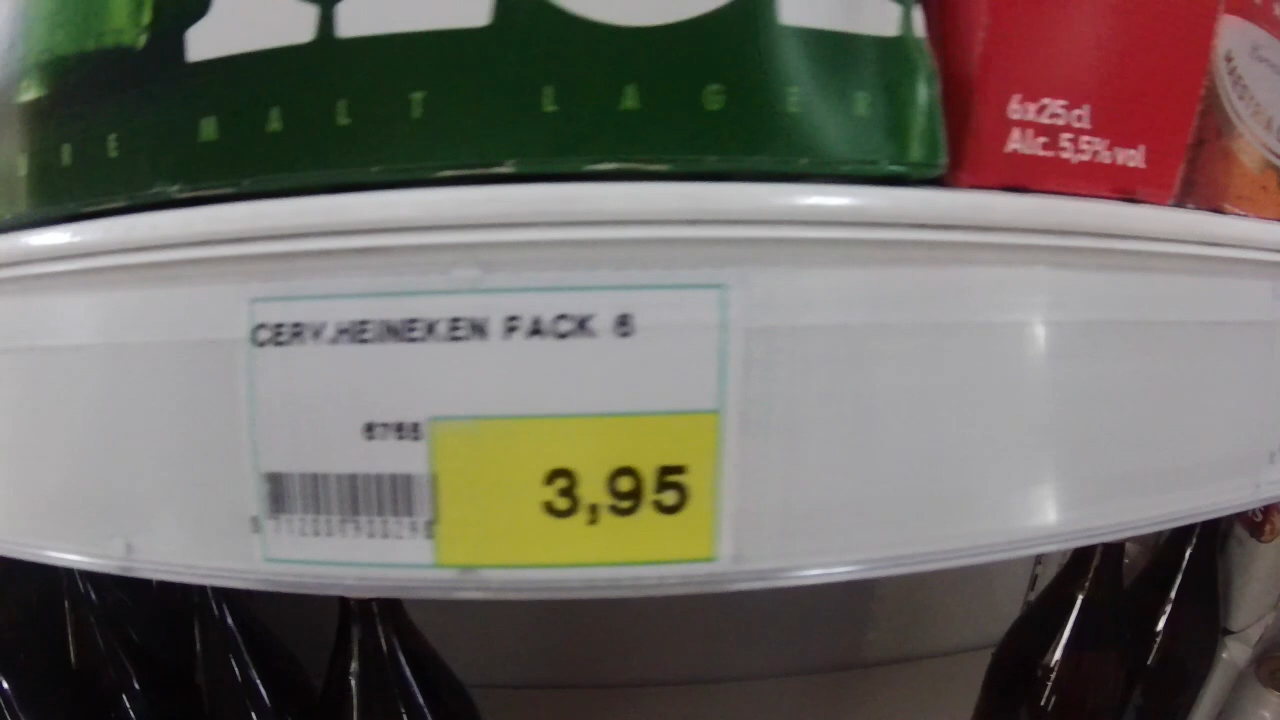 MALT LAGER
6x25cl
Alc. 5,5% vol
CERV.HEINEKEN PACK 6
3,95